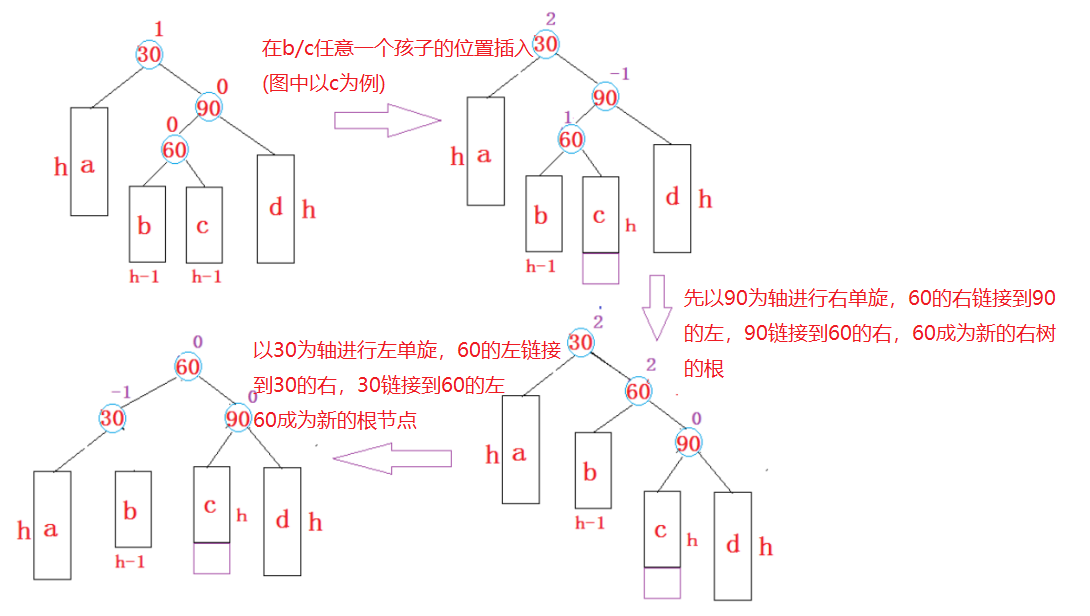 1
30
0
90
0
60
h a
b
c
d h
h-1
h-1
在b/c任意一个孩子的位置插入
(图中以c为例)
2
30
-1
90
1
60
h a
b
c h
d h
h-1
先以90为轴进行右单旋，60的右链接到90
的左，90链接到60的右，60成为新的右树
的根
2
30
2
60
0
90
h a
b
h-1
c h
d h
以30为轴进行左单旋，60的左链接
到30的右，30链接到60的左
60成为新的根节点
0
60
-1
30
0
90
h a
b
h-1
c h
d h